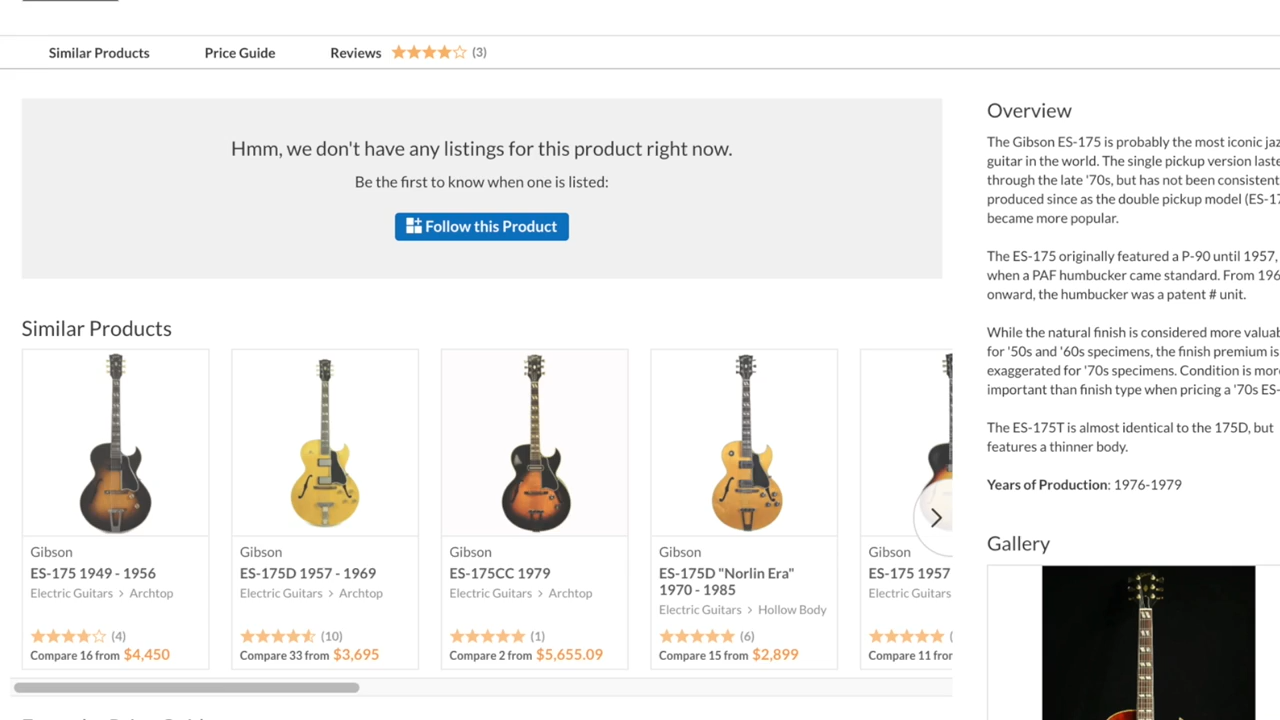 Similar Products
Price Guide
Reviews
(3)
Hmm, we don't have any listings for this product right now.
Be the first to know when one is listed:
Follow this Product
Similar Products
Gibson
ES-175 1949 - 1956
Electric Guitars > Archtop
(4)
Compare 16 from $4,450
Gibson
ES-175D 1957 - 1969
Electric Guitars > Archtop
(10)
Compare 33 from $3,695
Gibson
ES-175CC 1979
Electric Guitars > Archtop
(1)
Compare 2 from $5,655.09
Gibson
ES-175D "Norlin Era"
1970 - 1985
Electric Guitars > Hollow Body
(6)
Compare 15 from $2,899
Gibson
ES-175 1957
Electric Guitars
Compare 11
Overview
The Gibson ES-175 is probably the most iconic
guitar in the world. The single pickup version
through the late '70s, but has not been
produced since as the double pickup model
became more popular.
The ES-175 originally featured a P-90 until 1957,
when a PAF humbucker came standard. From
onward, the humbucker was a patent # unit.
While the natural finish is considered more
for '50s and '60s specimens, the finish premium is
exaggerated for '70s specimens. Condition is
important than finish type when pricing a '70s
The ES-175T is almost identical to the 175D, but
features a thinner body.
Years of Production: 1976-1979
Gallery